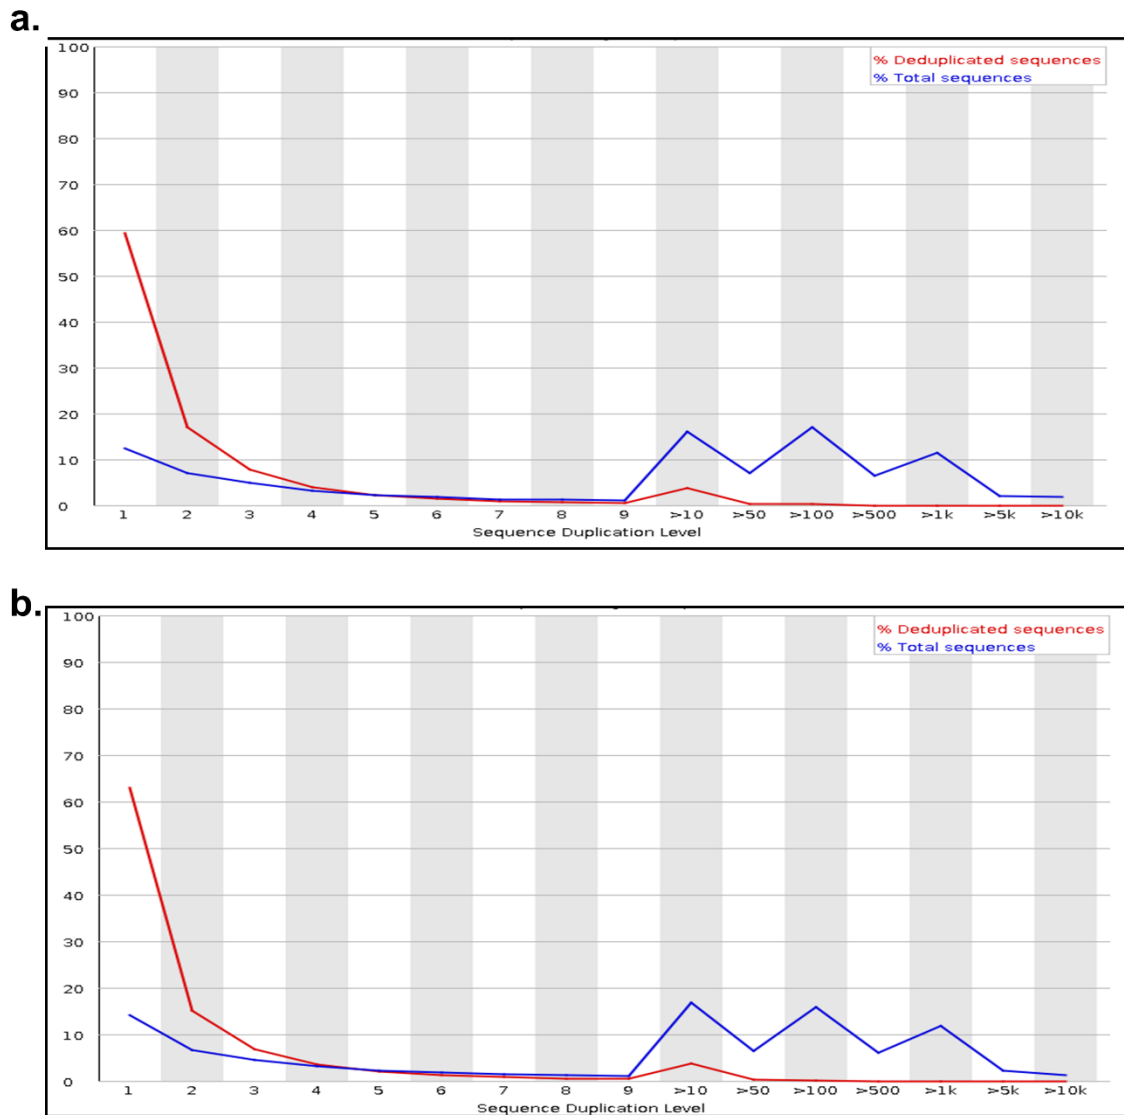 a.
100
% Deduplicated sequences
% Total sequences
90
80
70
60
50
40
30
20
10
0
1 2 3 4 5 6 7 8 9 >10 >50 >100 >500 >1k >5k >10k
Sequence Duplication Level
b.
100
% Deduplicated sequences
% Total sequences
90
80
70
60
50
40
30
20
10
0
1 2 3 4 5 6 7 8 9 >10 >50 >100 >500 >1k >5k >10k
Sequence Duplication Level